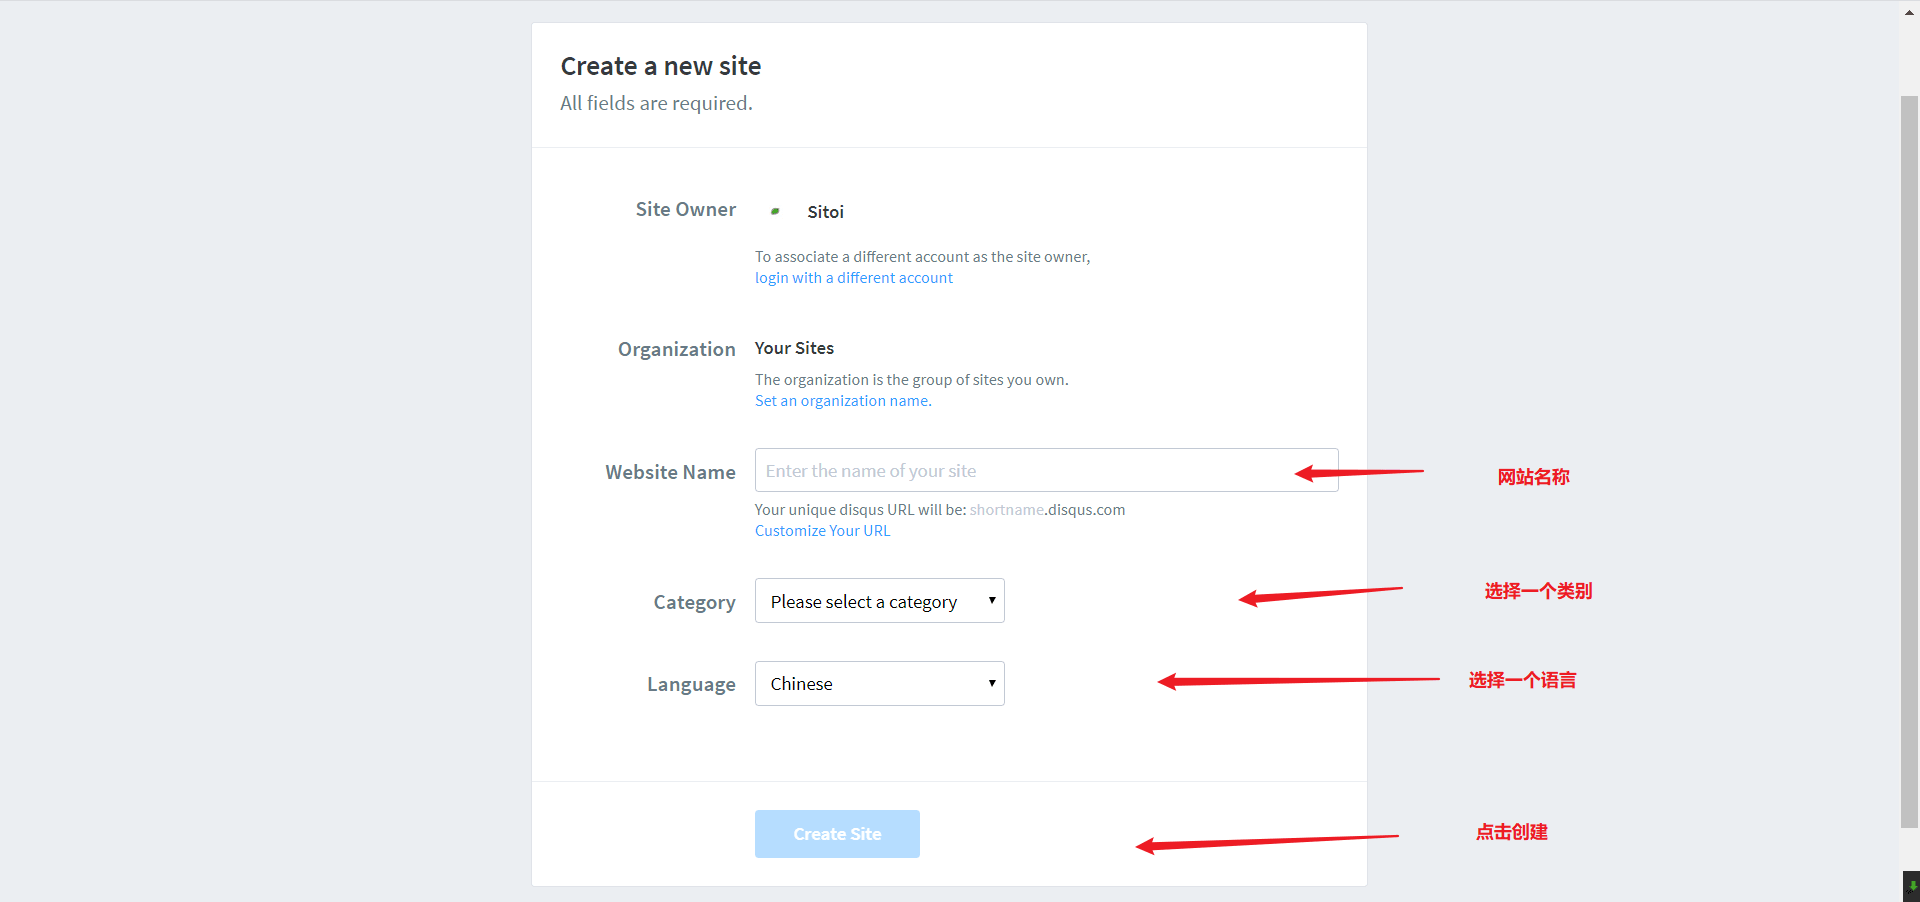 Create a new site
All fields are required.
Site Owner
Sitoi
To associate a different account as the site owner,
login with a different account
Organization
Your Sites
The organization is the group of sites you own.
Set an organization name.
Website Name
Enter the name of your site
网站名称
Your unique disqus URL will be: shortname.disqus.com
Customize Your URL
Category
Please select a category
选择一个类别
Language
Chinese
选择一个语言
Create Site
点击创建